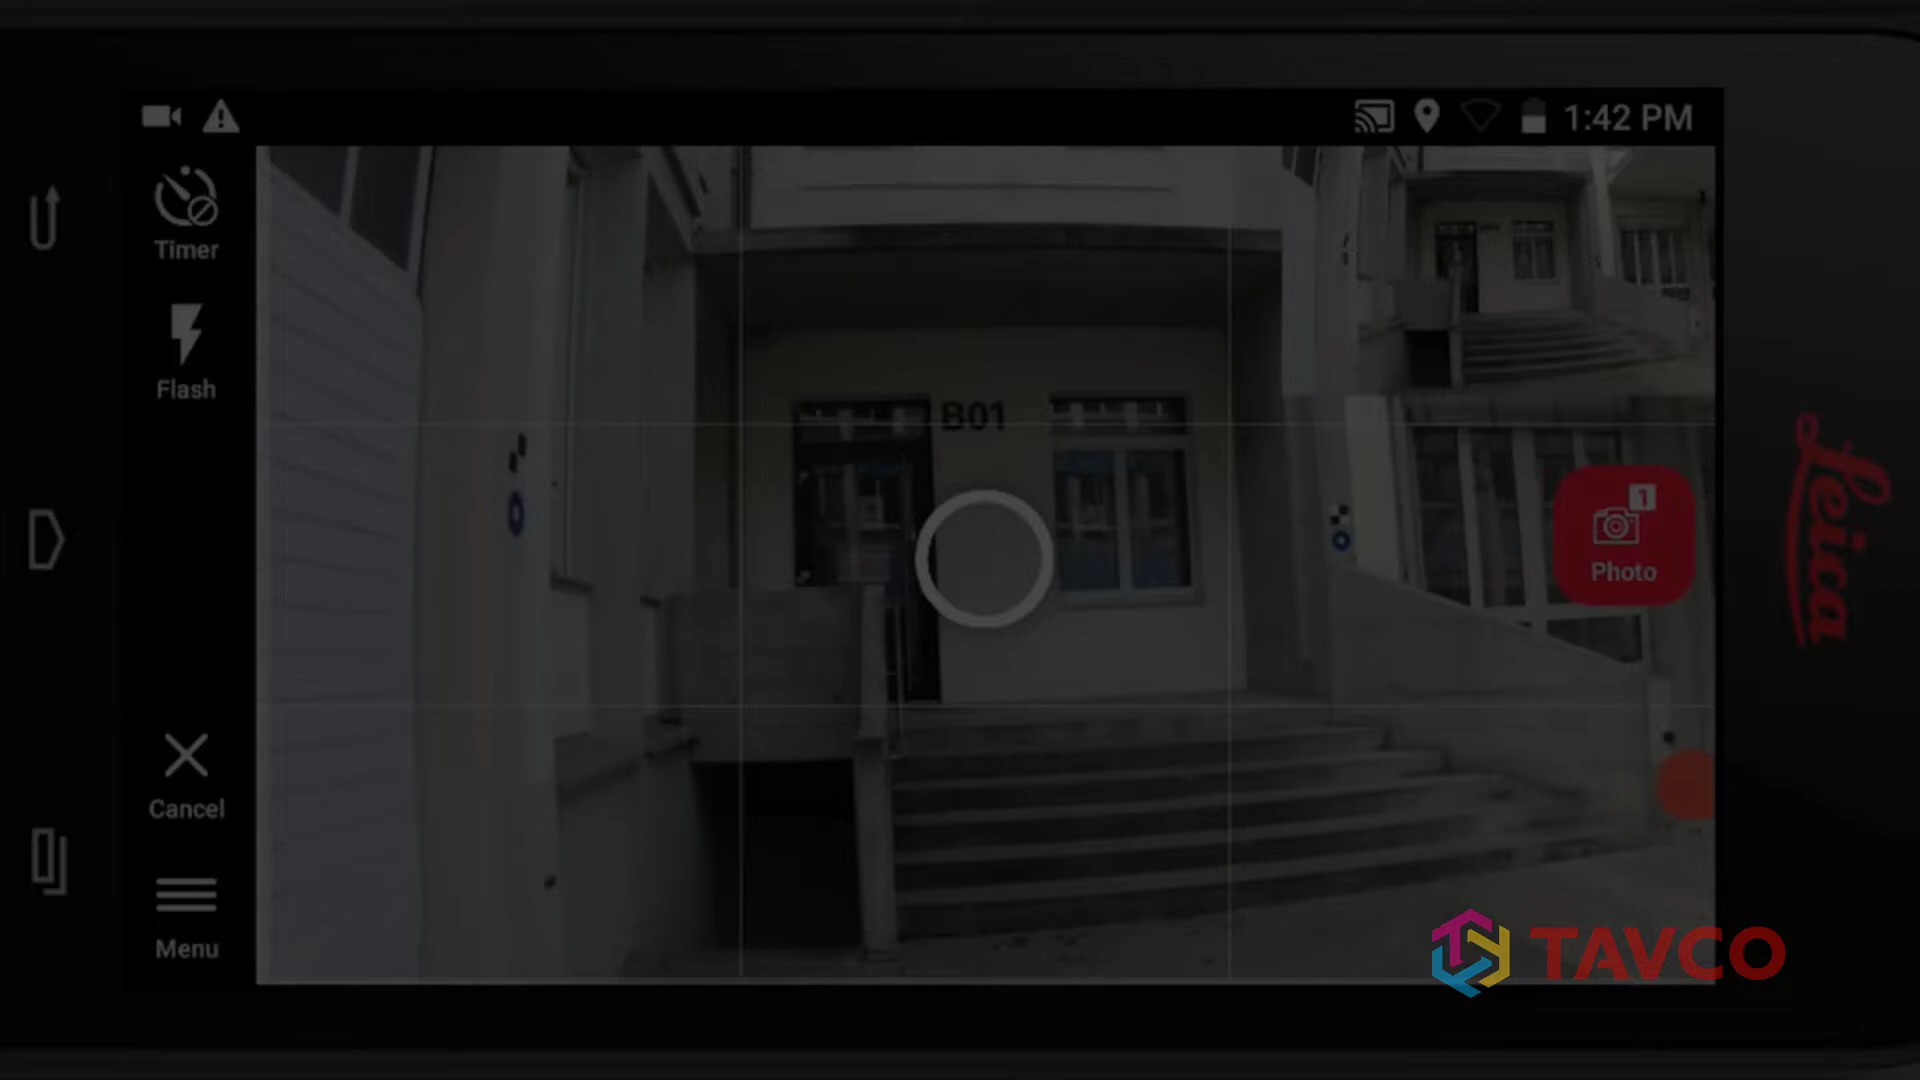 1:42 PM
Timer
Flash
B01
1
Photo
Leica
Cancel
Menu
TAVCO